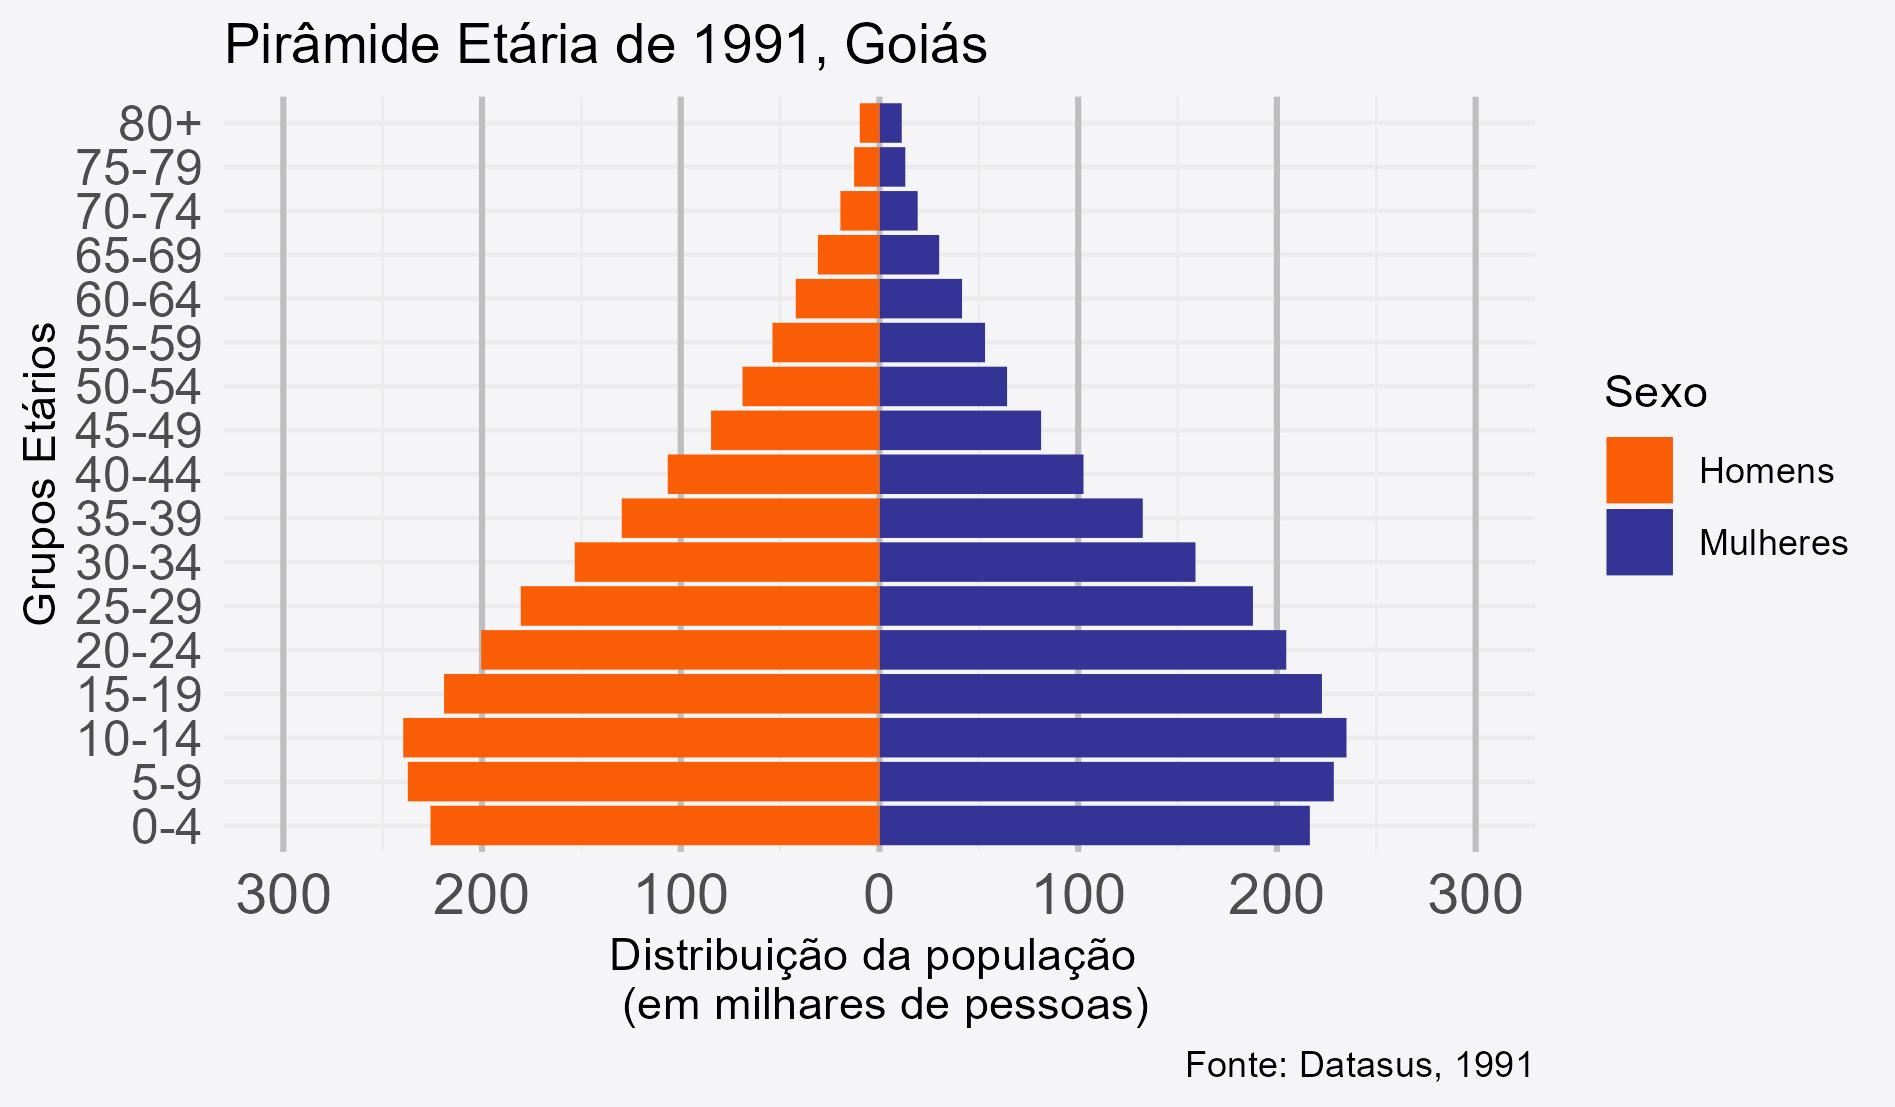 Pirâmide Etária de 1991, Goiás
Grupos Etários
80+
75-79
70-74
65-69
60-64
55-59
50-54
45-49
40-44
35-39
30-34
25-29
20-24
15-19
10-14
5-9
0-4
300 200 100 0 100 200 300
Distribuição da população
(em milhares de pessoas)
Sexo
Homens
Mulheres
Fonte: Datasus, 1991